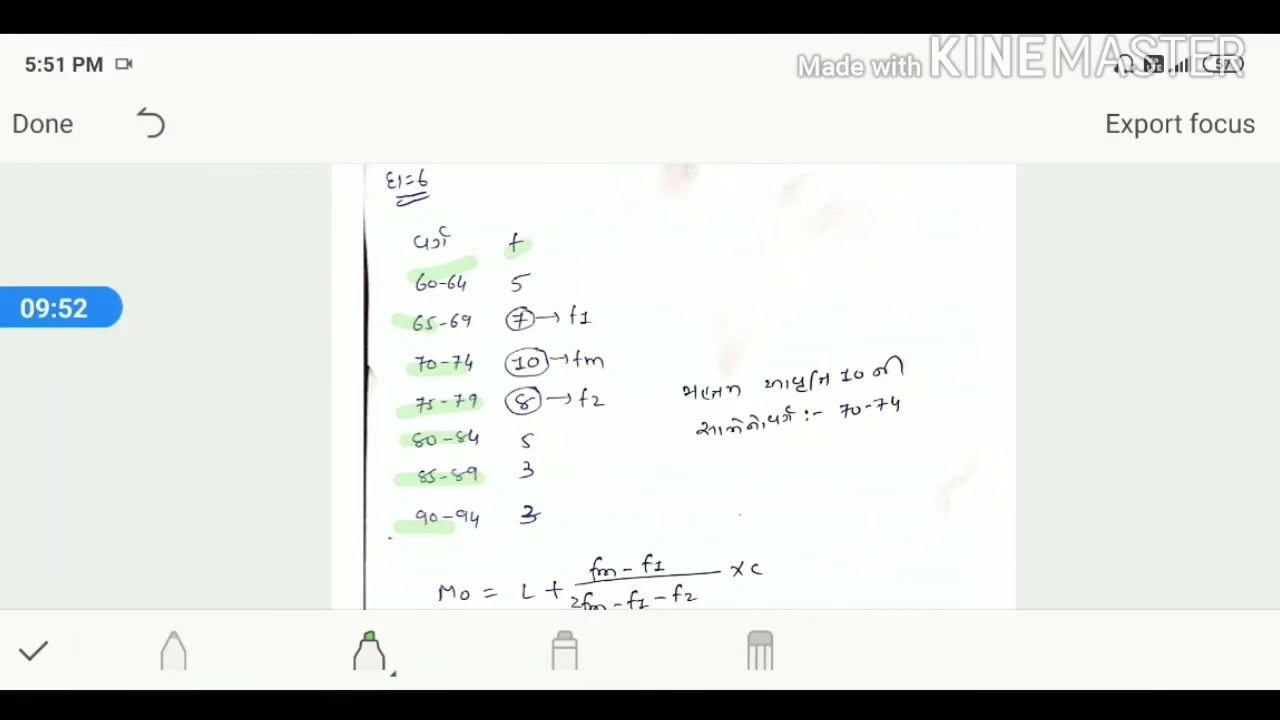 5:51 PM
Made with KINEMASTER
57
Done
Export focus
દા=6
વર્ગ f
60-64 5
65-69 7 → f1
70-74 10 → fm
75-79 8 → f2
80-84 5
85-89 3
90-94
મહત્તમ આવૃત્તિ 10 ની
સામેનો વર્ગ :- 70-74
09:52
Mo = L + fm - f1 / 2fm - f1 - f2 × c